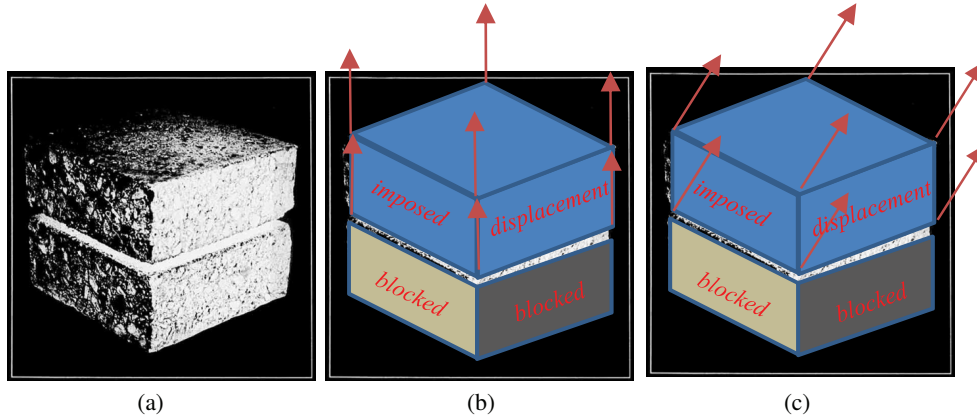 imposed
displacement
blocked
blocked
imposed
displacement
blocked
blocked
(a)
(b)
(c)